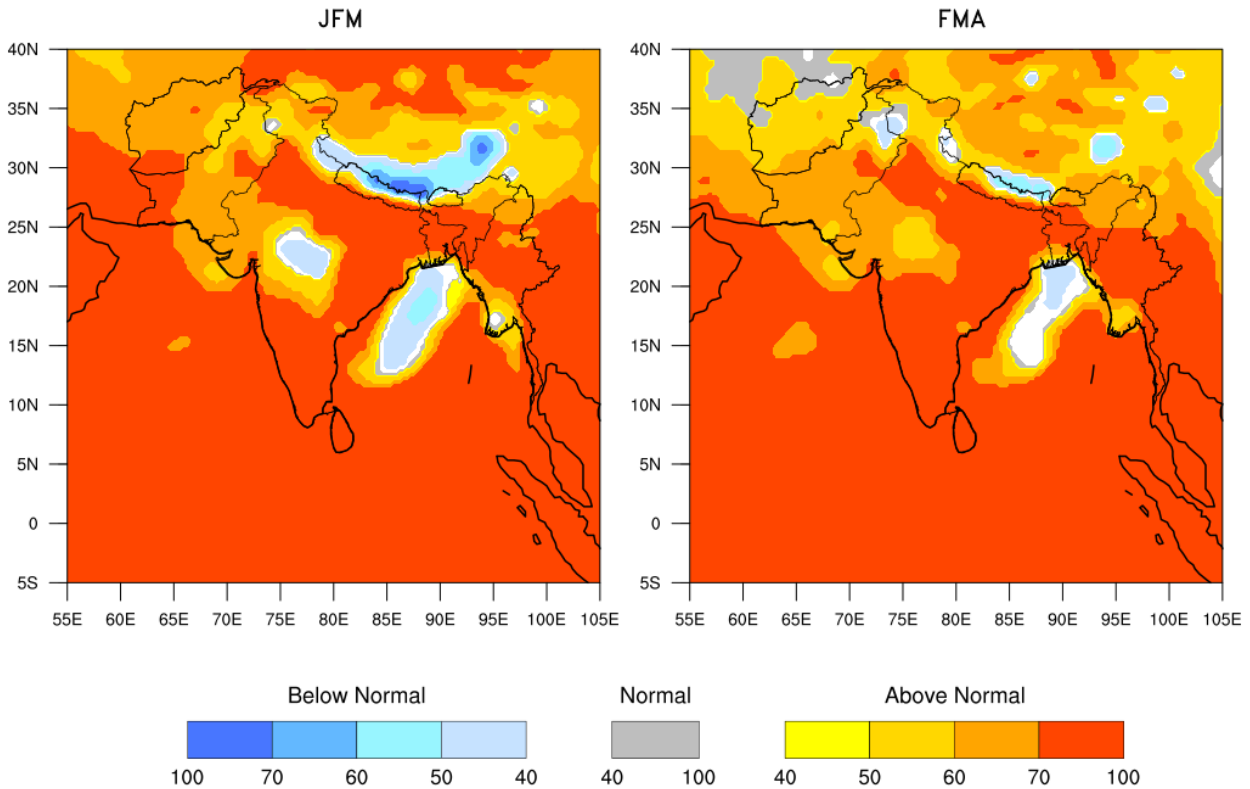 JFM FMA
40N 40N
35N 35N
30N 30N
25N 25N
20N 20N
15N 15N
10N 10N
5N 5N
0 0
5S 5S
55E 60E 65E 70E 75E 80E 85E 90E 95E 100E 105E 55E 60E 65E 70E 75E 80E 85E 90E 95E 100E 105E
Below Normal Normal Above Normal
100 70 60 50 40 40 100 40 50 60 70 100